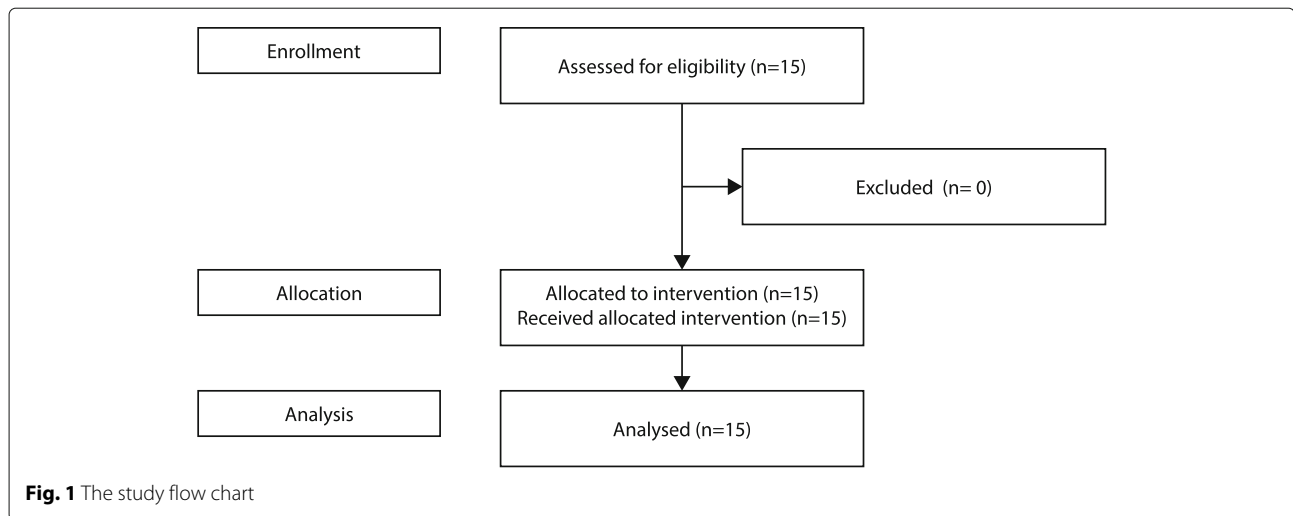 Enrollment
Assessed for eligibility (n=15)
Excluded (n= 0)
Allocation
Allocated to intervention (n=15)
Received allocated intervention (n=15)
Analysis
Analysed (n=15)
Fig. 1 The study flow chart